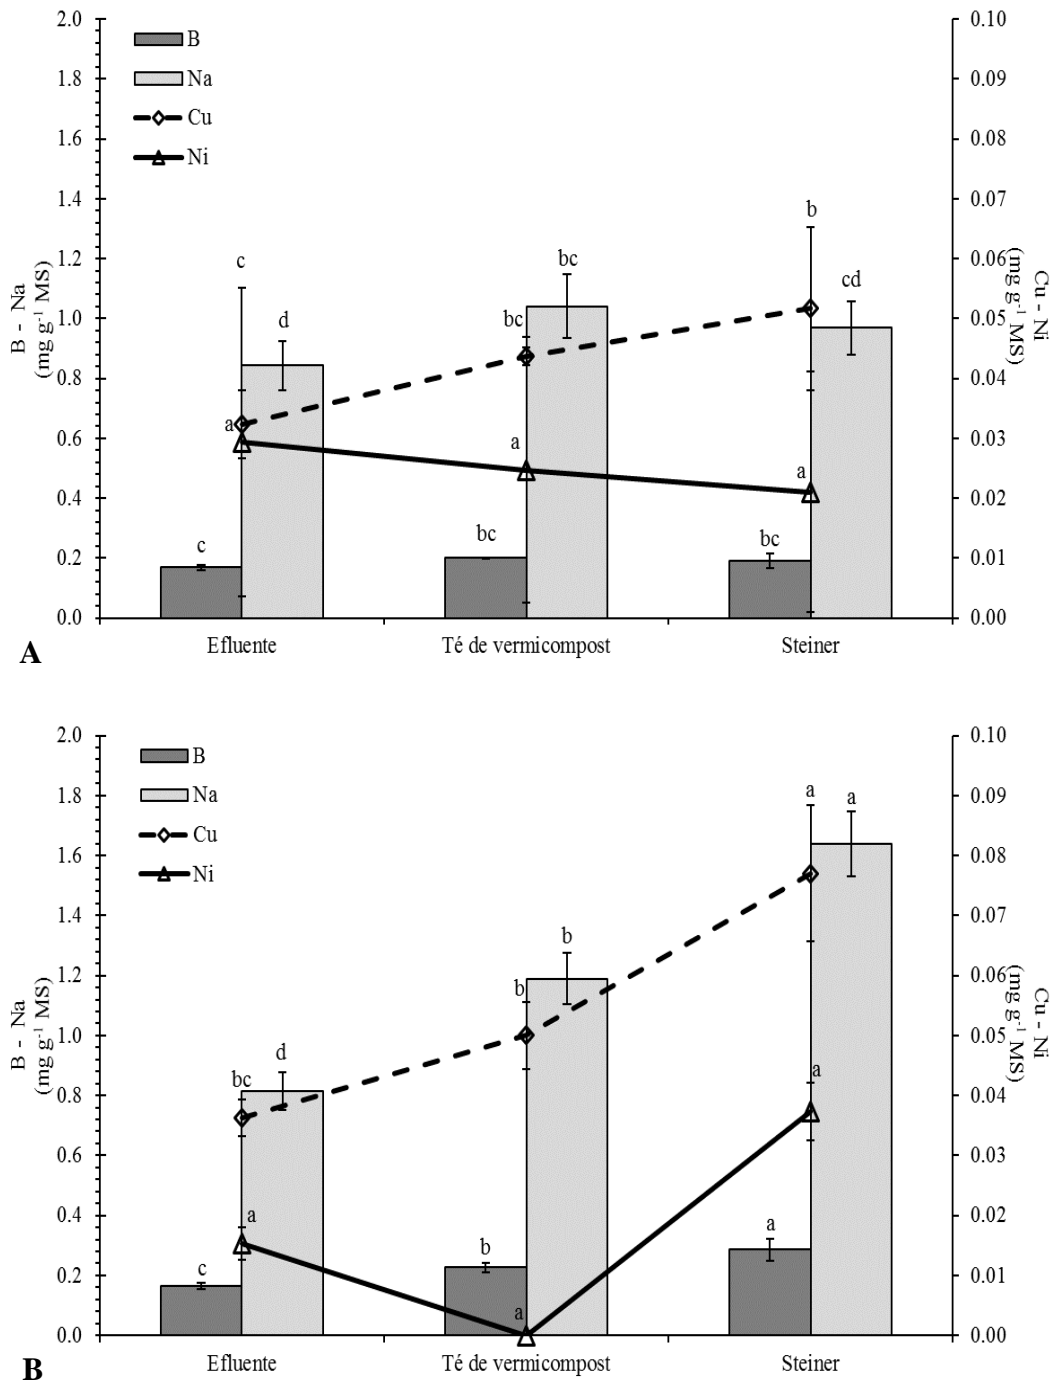 2.0
1.8
1.6
1.4
1.2
1.0
0.8
0.6
0.4
0.2
0.0
B - Na
(mg g-1 MS)
B
Na
Cu
Ni
c
d
a
c
bc
bc
a
bc
b
cd
a
bc
0.10
0.09
0.08
0.07
0.06
0.05
0.04
0.03
0.02
0.01
0.00
Cu - Ni
(mg g-1 MS)
Efluente
Té de vermicompost
Steiner
A
2.0
1.8
1.6
1.4
1.2
1.0
0.8
0.6
0.4
0.2
0.0
B - Na
(mg g-1 MS)
B
Na
Cu
Ni
bc
d
a
c
b
b
b
a
a
a
a
a
0.10
0.09
0.08
0.07
0.06
0.05
0.04
0.03
0.02
0.01
0.00
Cu - Ni
(mg g-1 MS)
Efluente
Té de vermicompost
Steiner
B